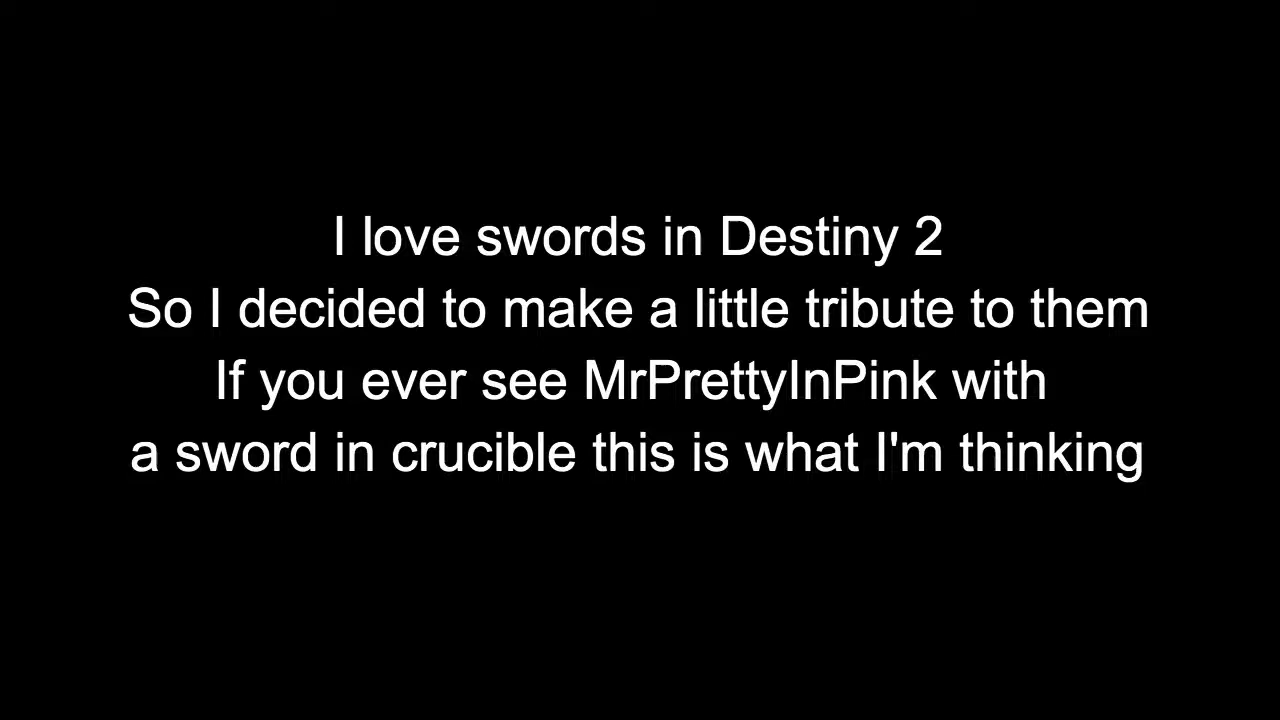 I love swords in Destiny 2
So I decided to make a little tribute to them
If you ever see MrPrettyInPink with
a sword in crucible this is what I'm thinking